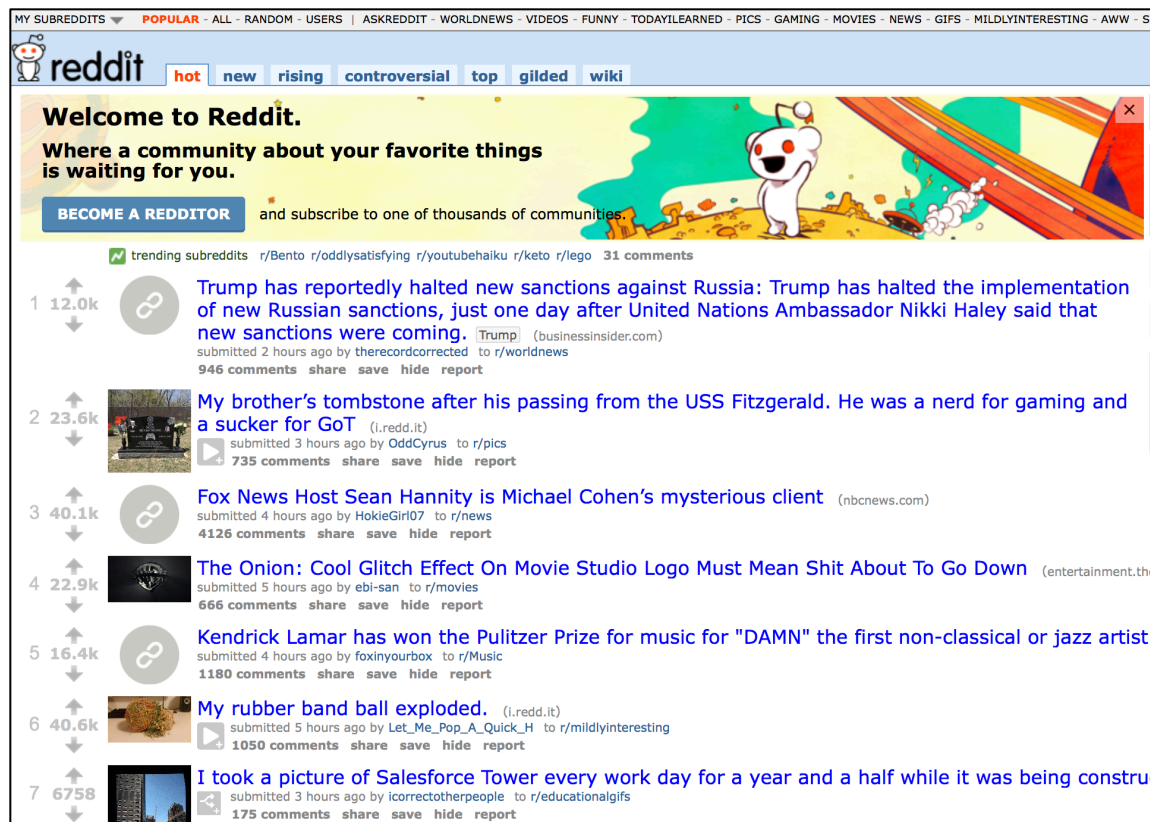 MY SUBREDDITS POPULAR - ALL - RANDOM - USERS | ASKREDDIT - WORLDNEWS - VIDEOS - FUNNY - TODAYILEARNED - PICS - GAMING - MOVIES - NEWS - GIFS - MILDLYINTERESTING - AWW - S
reddit hot new rising controversial top gilded wiki
Welcome to Reddit.
Where a community about your favorite things
is waiting for you.
BECOME A REDDITOR and subscribe to one of thousands of communities.
trending subreddits r/Bento r/oddlysatisfying r/youtubehaiku r/keto r/lego 31 comments
1 12.0k
Trump has reportedly halted new sanctions against Russia: Trump has halted the implementation
of new Russian sanctions, just one day after United Nations Ambassador Nikki Haley said that
new sanctions were coming. Trump (businessinsider.com)
submitted 2 hours ago by therecordcorrected to r/worldnews
946 comments share save hide report
2 23.6k
My brother’s tombstone after his passing from the USS Fitzgerald. He was a nerd for gaming and
a sucker for GoT (i.redd.it)
submitted 3 hours ago by OddCyrus to r/pics
735 comments share save hide report
3 40.1k
Fox News Host Sean Hannity is Michael Cohen’s mysterious client (nbcnews.com)
submitted 4 hours ago by HokieGirl07 to r/news
4126 comments share save hide report
4 22.9k
The Onion: Cool Glitch Effect On Movie Studio Logo Must Mean Shit About To Go Down (entertainment.the
submitted 5 hours ago by ebi-san to r/movies
666 comments share save hide report
5 16.4k
Kendrick Lamar has won the Pulitzer Prize for music for "DAMN" the first non-classical or jazz artist
submitted 4 hours ago by foxinyourbox to r/Music
1180 comments share save hide report
6 40.6k
My rubber band ball exploded. (i.redd.it)
submitted 5 hours ago by Let_Me_Pop_A_Quick_H to r/mildlyinteresting
1050 comments share save hide report
7 6758
I took a picture of Salesforce Tower every work day for a year and a half while it was being constru
submitted 3 hours ago by icorrectotherpeople to r/educationalgifs
175 comments share save hide report